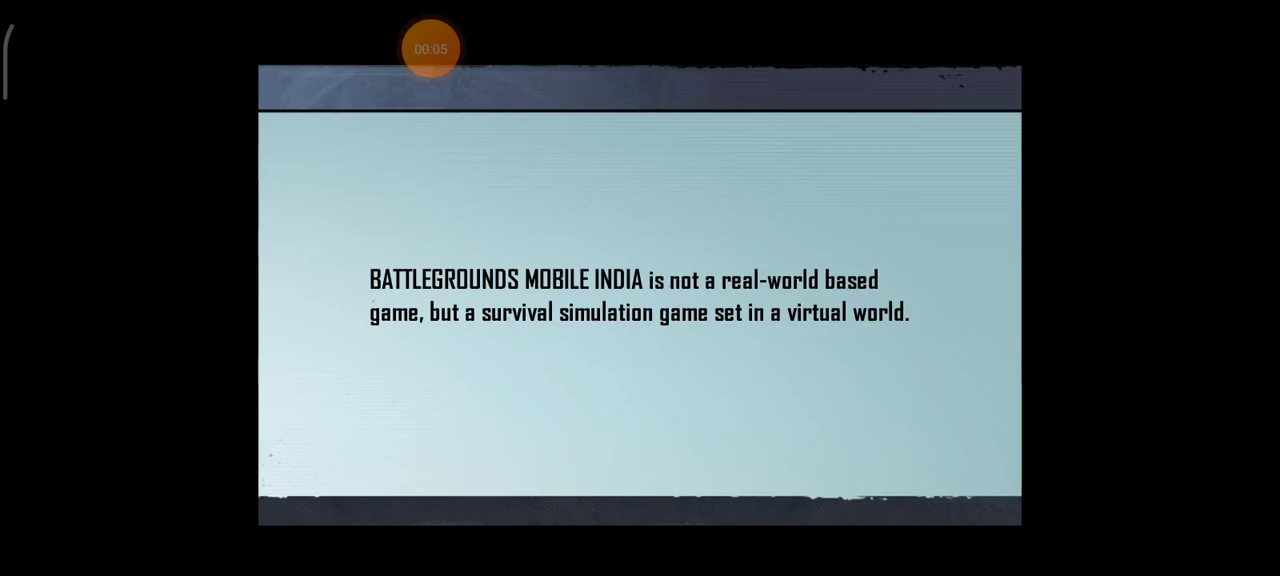 00:05
BATTLEGROUNDS MOBILE INDIA is not a real-world based
game, but a survival simulation game set in a virtual world.